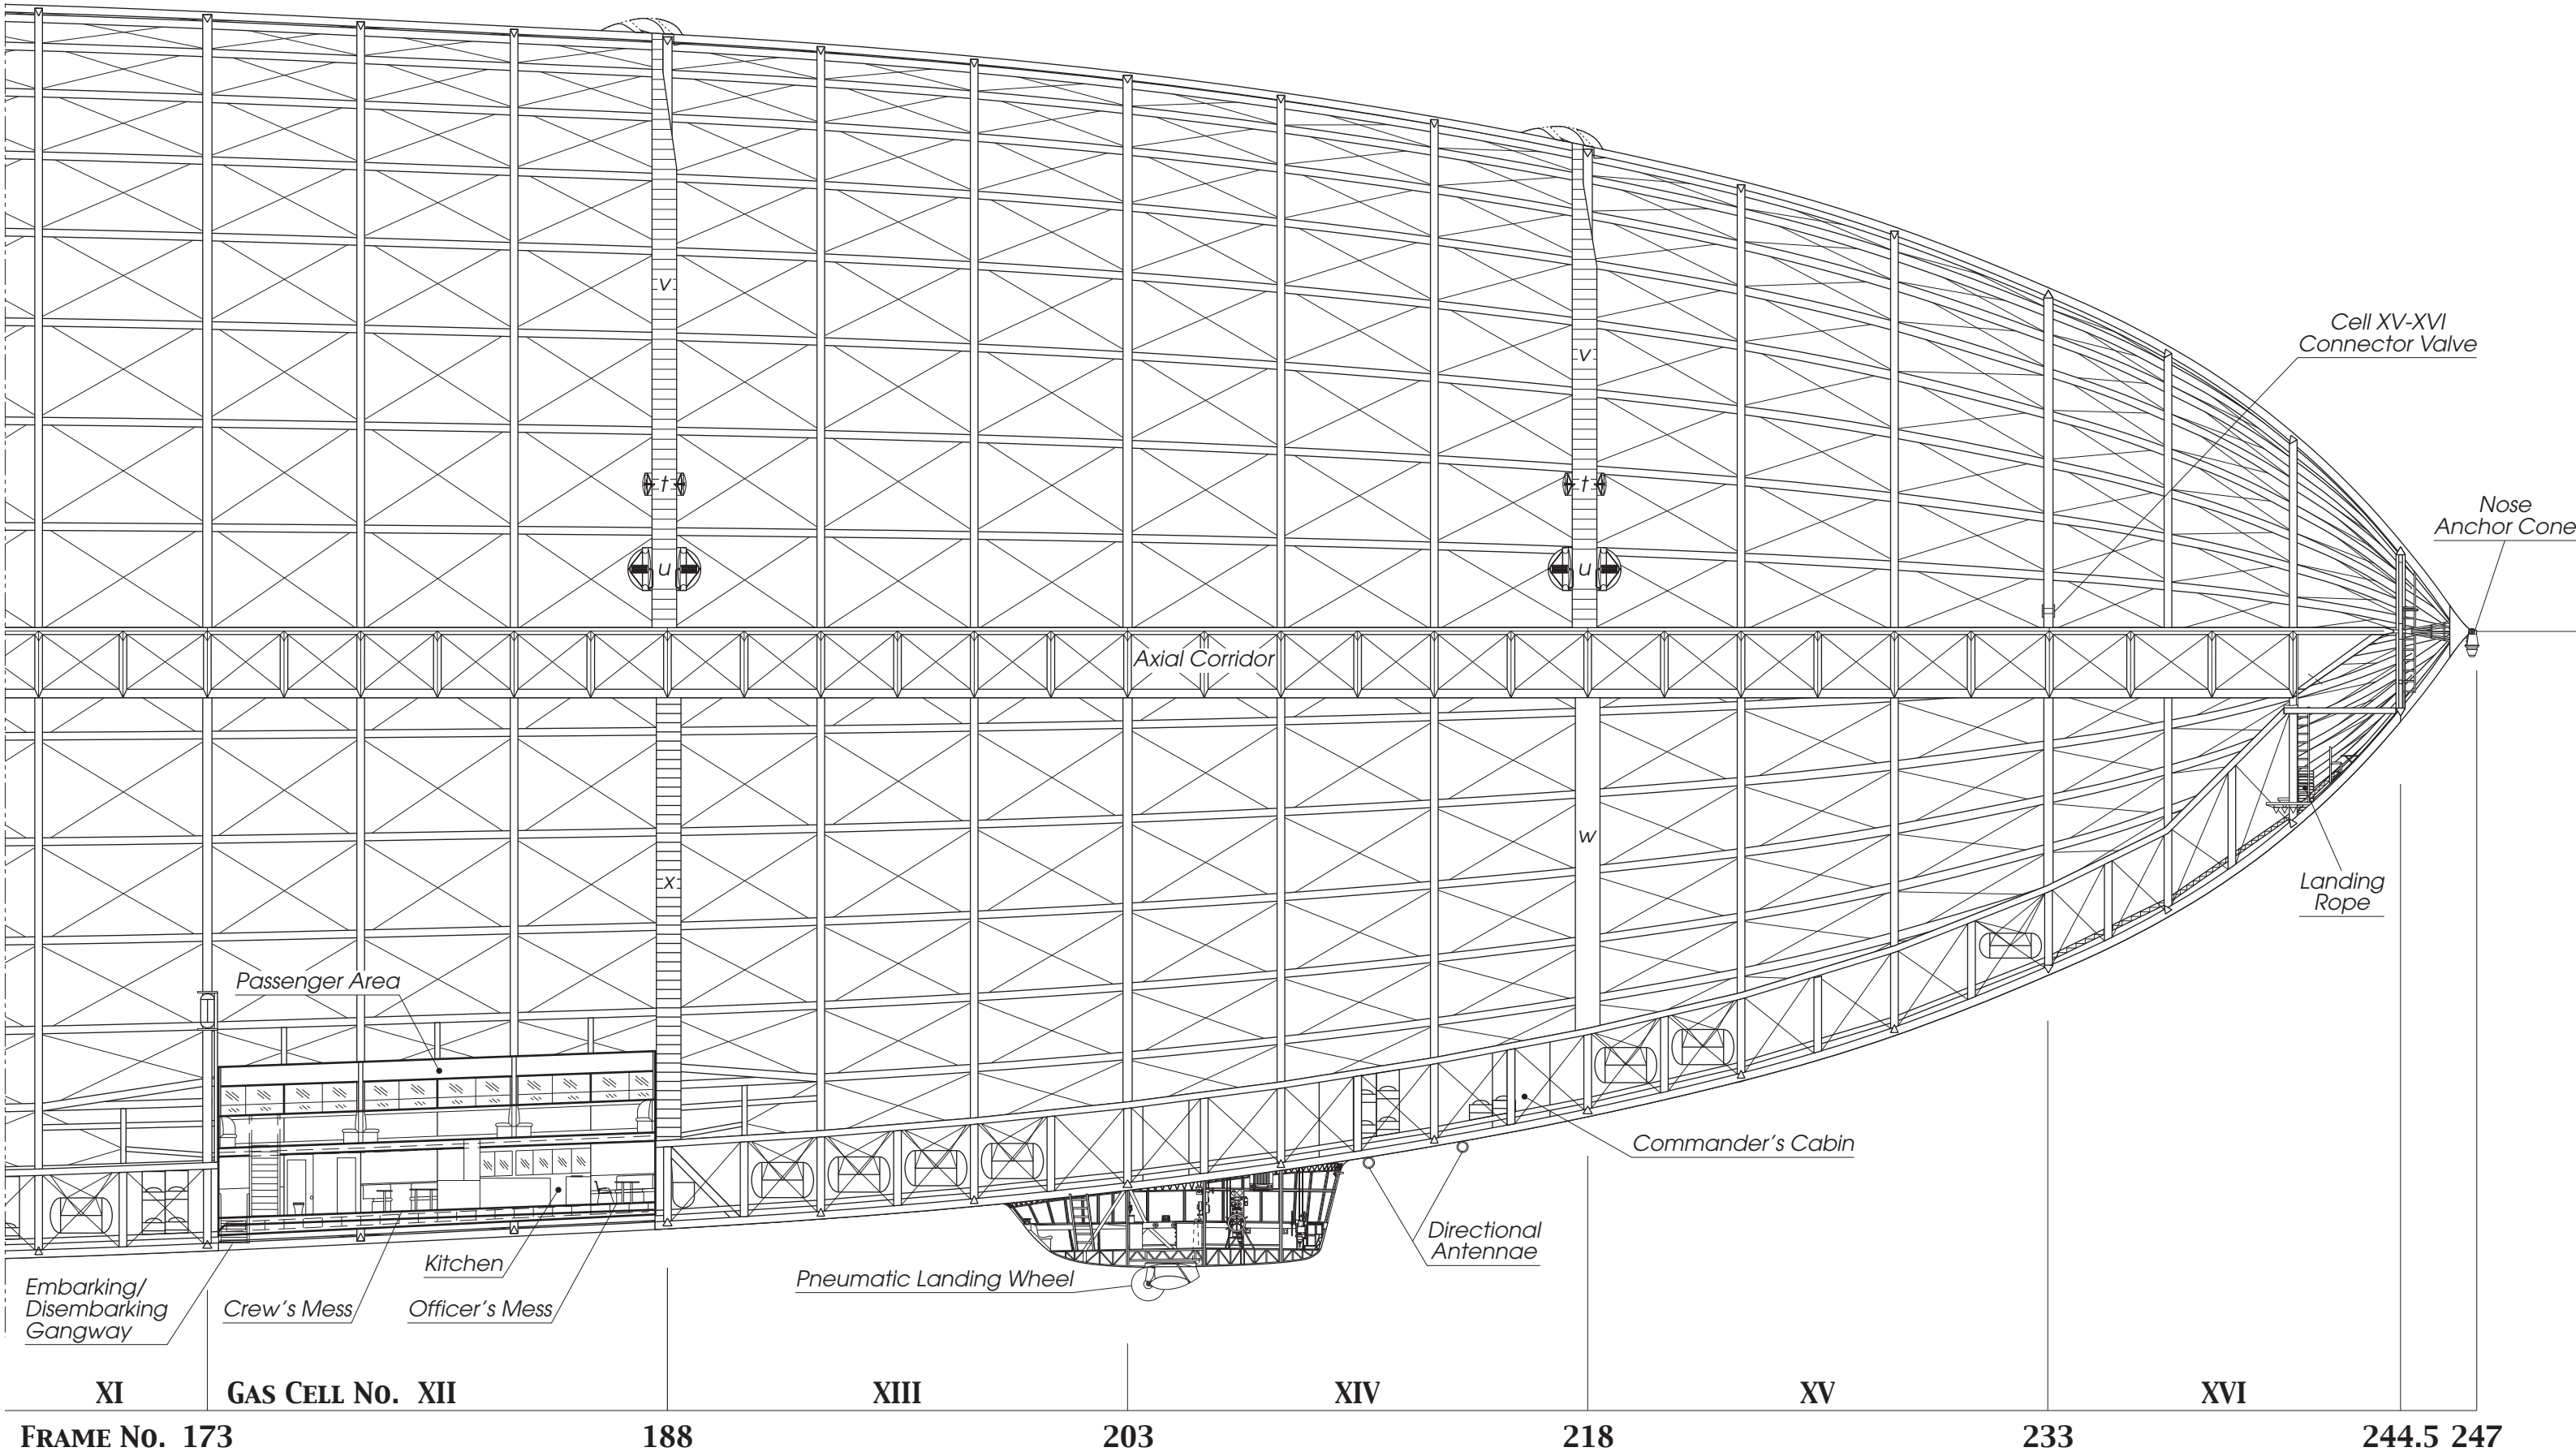 v
v
Cell XV-XVI
Connector Valve
t
t
Nose
Anchor Cone
u
u
Axial Corridor
w
x
Landing
Rope
Passenger Area
Commander's Cabin
Directional
Antennae
Kitchen
Pneumatic Landing Wheel
Embarking/
Disembarking
Gangway
Crew's Mess
Officer's Mess
XI GAS CELL NO. XII XIII XIV XV XVI
FRAME NO. 173 188 203 218 233 244.5 247